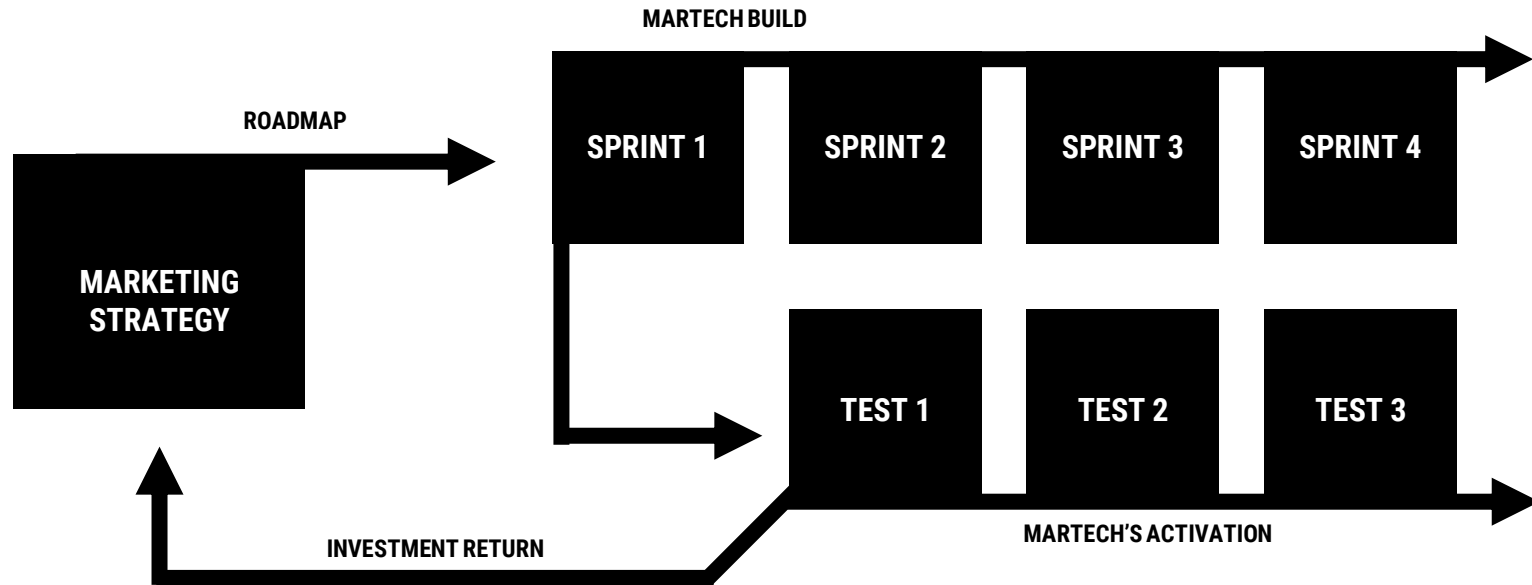 MARTECH BUILD
ROADMAP
SPRINT 1
SPRINT 2
SPRINT 3
SPRINT 4
MARKETING
STRATEGY
TEST 1
TEST 2
TEST 3
MARTECH'S ACTIVATION
INVESTMENT RETURN